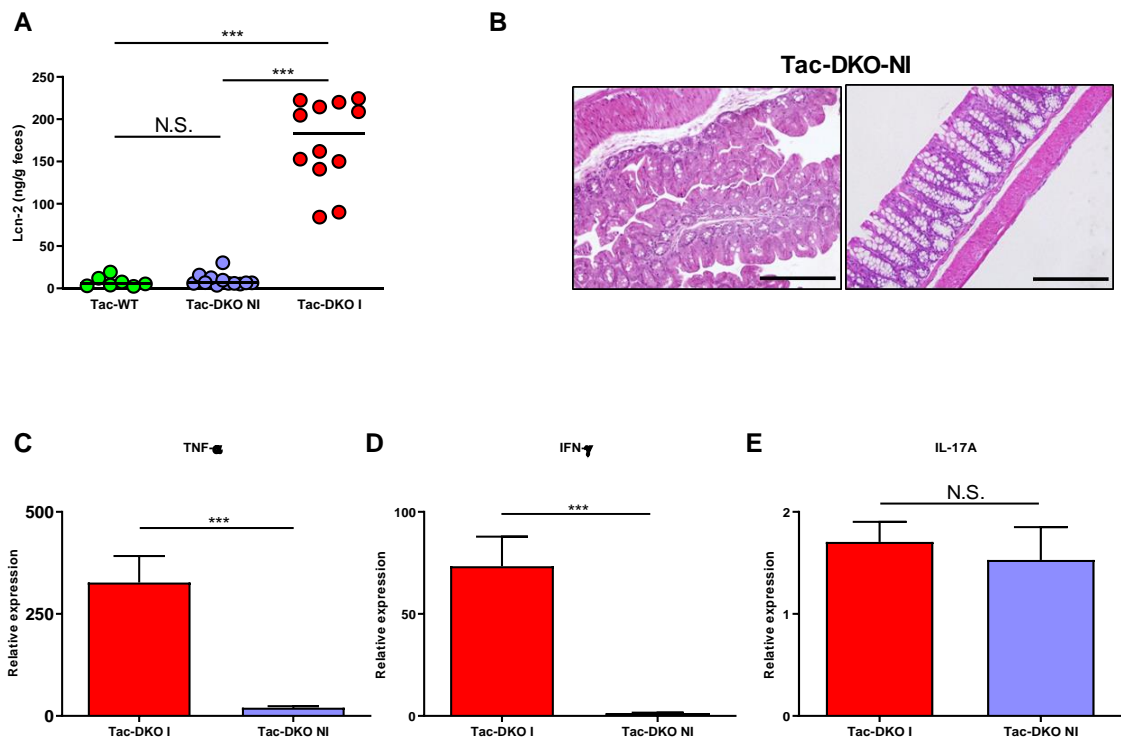 A
B
***
***
N.S.
Tac-DKO-NI
Lcn-2 (ng/g feces)
250
200
150
100
50
0
Tac-WT
Tac-DKO NI
Tac-DKO I
C
TNF-α
***
Relative expression
500
250
0
Tac-DKO I
Tac-DKO NI
D
IFN-γ
***
Relative expression
100
50
0
Tac-DKO I
Tac-DKO NI
E
IL-17A
N.S.
Relative expression
2
1
0
Tac-DKO I
Tac-DKO NI